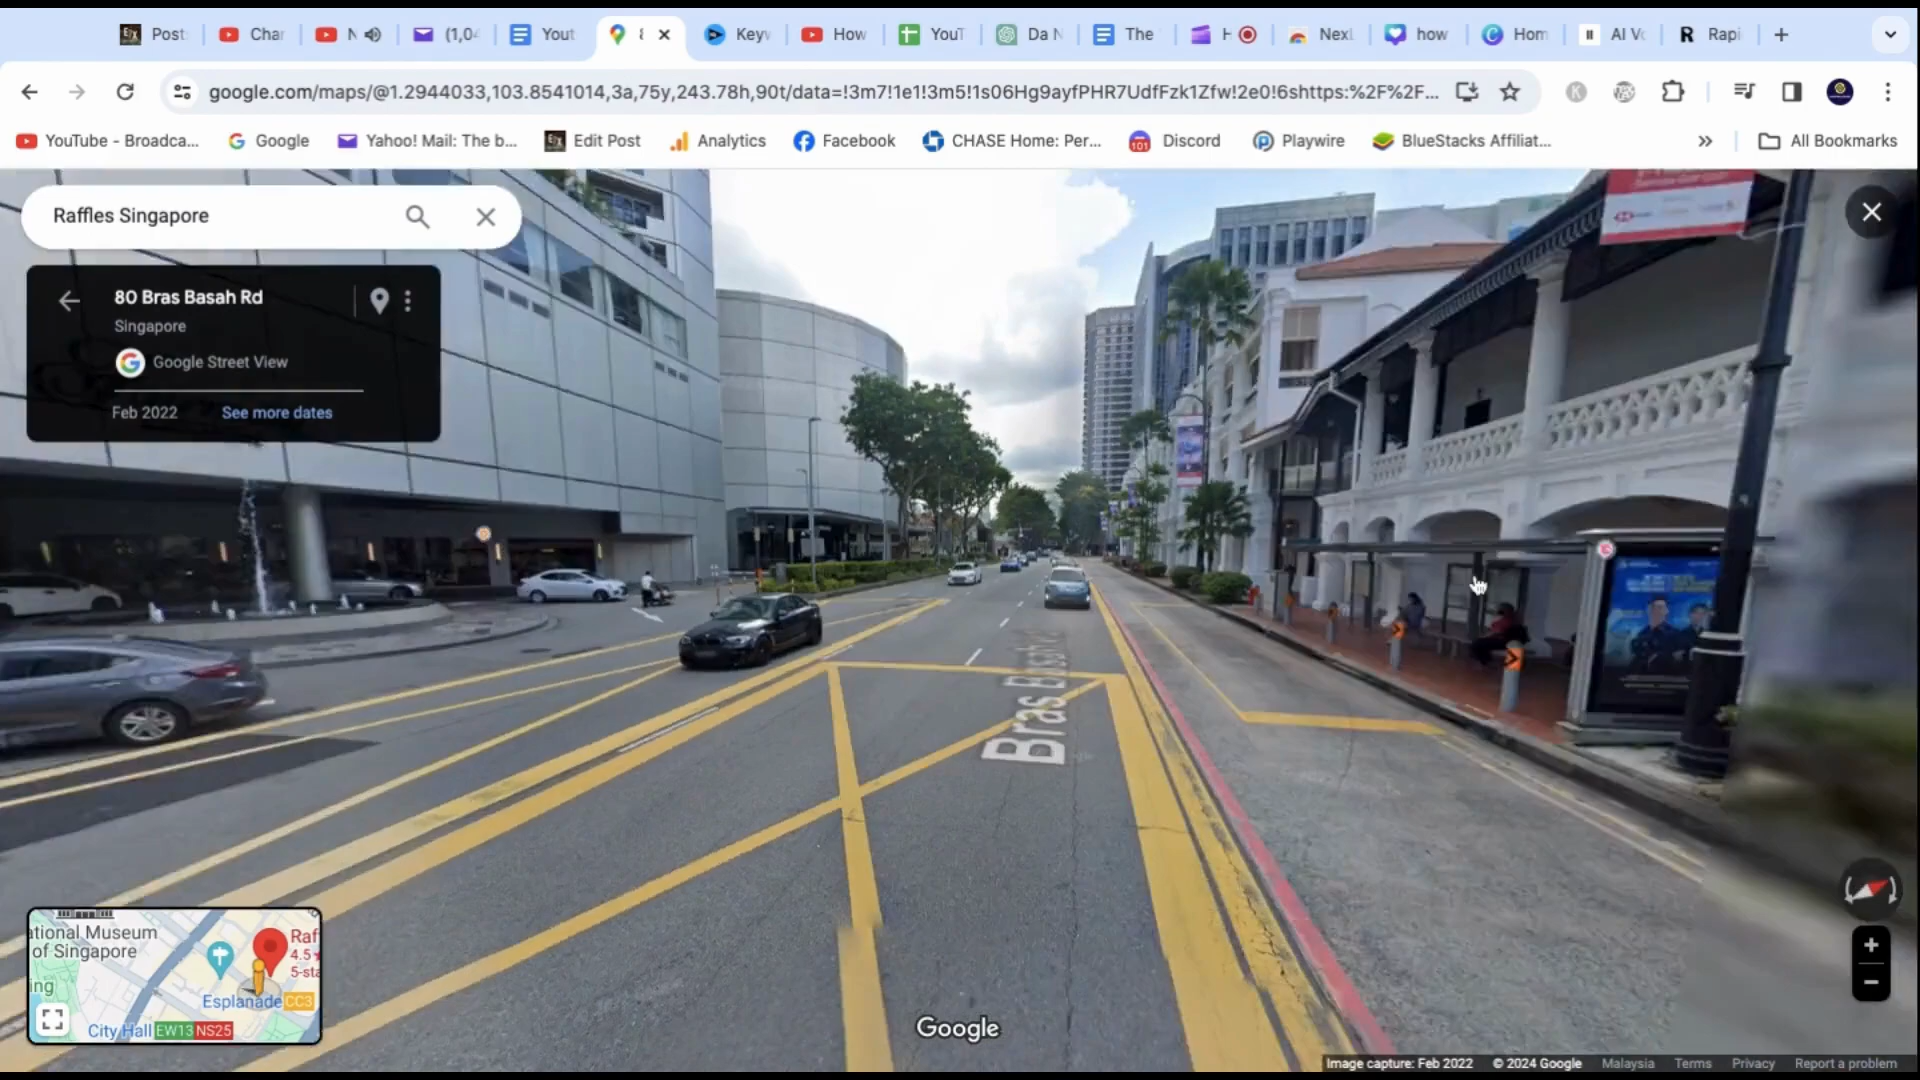 Post
Char
N
(1,04
Yout
Keyw
How
YouT
Da N
The
H
Next
how
Hom
AI Vo
Rapi
google.com/maps/@1.2944033,103.8541014,3a,75y,243.78h,90t/data=!3m7!1e1!3m5!1s06Hg9ayfPHR7UdfFzk1Zfw!2e0!6shttps:%2F%2F...
YouTube - Broadca...
Google
Yahoo! Mail: The b...
Edit Post
Analytics
Facebook
CHASE Home: Per...
Discord
Playwire
BlueStacks Affiliat...
All Bookmarks
Raffles Singapore
80 Bras Basah Rd
Singapore
Google Street View
Feb 2022 See more dates
Bras Basah Rd
ational Museum
of Singapore
Raf
4.5
5-sta
ing
Esplanade CC3
City Hall EW13 NS25
Google
Image capture: Feb 2022 © 2024 Google Malaysia Terms Privacy Report a problem